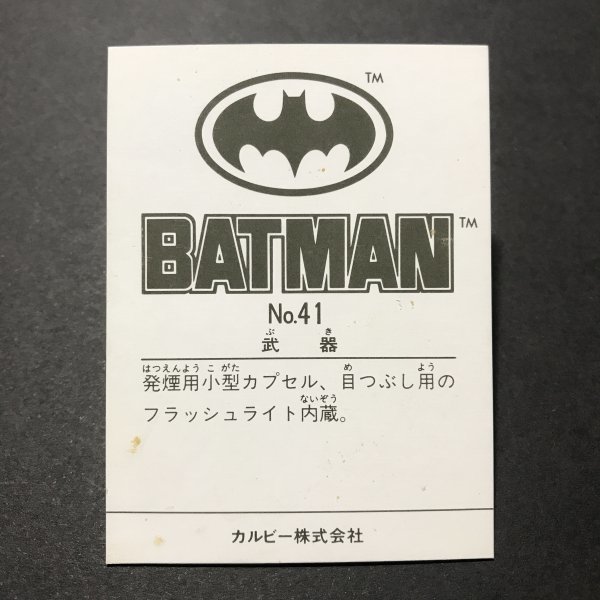 TM
BATMAN TM
No.41
ぶき
武器
はつえんようこがた め よう
発煙用小型カプセル、目つぶし用の
ないぞう
フラッシュライト内蔵。
カルビー株式会社